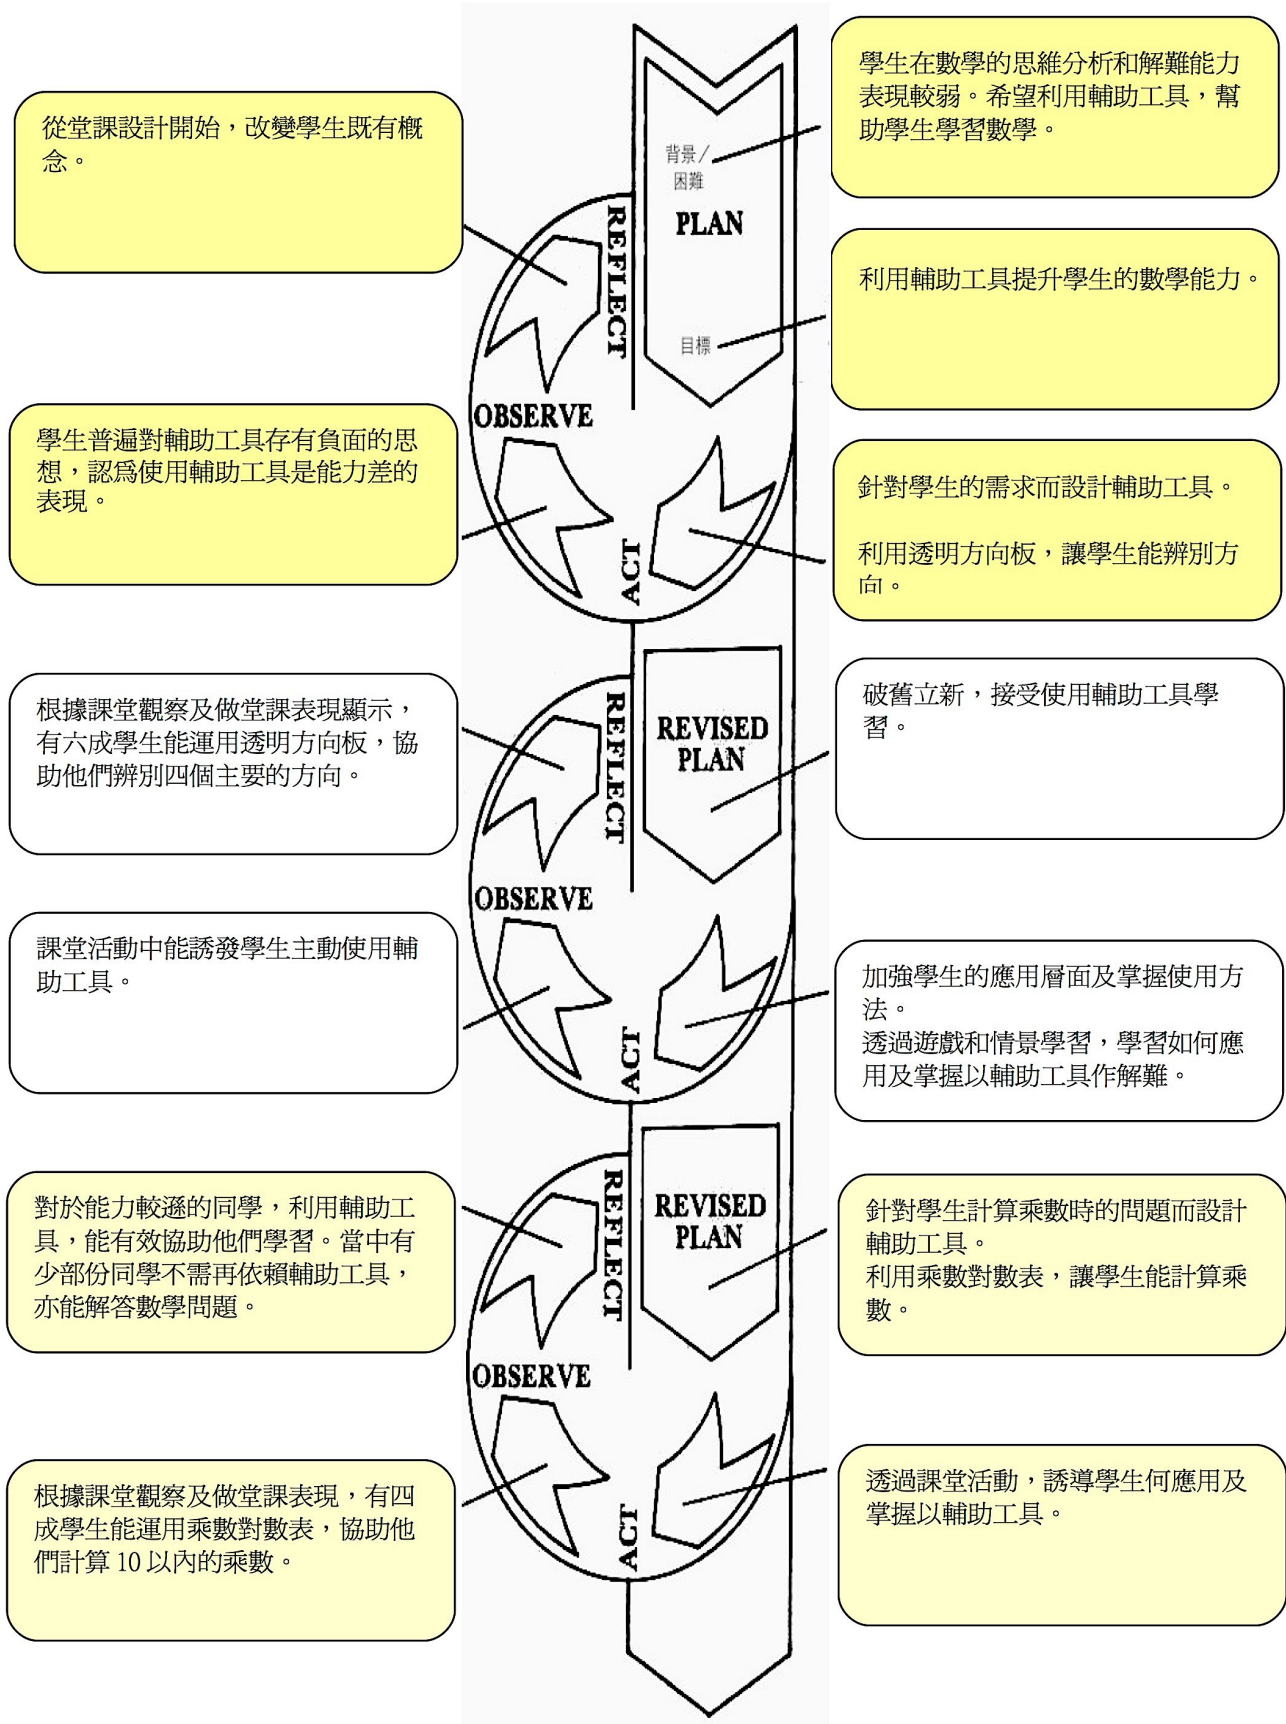 學生在數學的思維分析和解難能力
表現較弱。希望利用輔助工具，幫
助學生學習數學。
從堂課設計開始，改變學生既有概
念。
背景／
困難
PLAN
REFLECT
利用輔助工具提升學生的數學能力。
目標
OBSERVE
學生普遍對輔助工具存有負面的思
想，認爲使用輔助工具是能力差的
表現。
針對學生的需求而設計輔助工具。
利用透明方向板，讓學生能辨別方
向。
ACT
根據課堂觀察及做堂課表現顯示，
有六成學生能運用透明方向板，協
助他們辨別四個主要的方向。
REFLECT
REVISED
PLAN
破舊立新，接受使用輔助工具學
習。
OBSERVE
課堂活動中能誘發學生主動使用輔
助工具。
加強學生的應用層面及掌握使用方
法。
透過遊戲和情景學習，學習如何應
用及掌握以輔助工具作解難。
ACT
對於能力較遜的同學，利用輔助工
具，能有效協助他們學習。當中有
少部份同學不需再依賴輔助工具，
亦能解答數學問題。
REFLECT
REVISED
PLAN
針對學生計算乘數時的問題而設計
輔助工具。
利用乘數對數表，讓學生能計算乘
數。
OBSERVE
根據課堂觀察及做堂課表現，有四
成學生能運用乘數對數表，協助他
們計算 10 以內的乘數。
透過課堂活動，誘導學生何應用及
掌握以輔助工具。
ACT